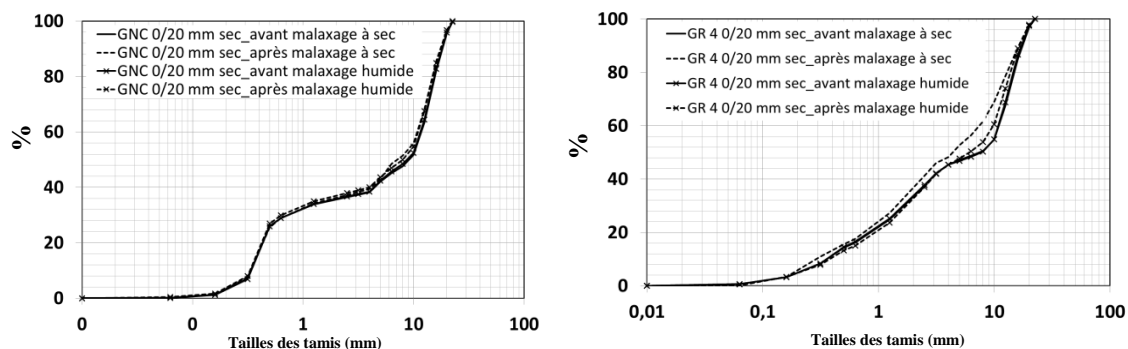 100
80
60
40
20
0
%
GNC 0/20 mm sec_avant malaxage à sec
GNC 0/20 mm sec_après malaxage à sec
GNC 0/20 mm sec_avant malaxage humide
GNC 0/20 mm sec_après malaxage humide
0 0 1 10 100
Tailles des tamis (mm)
100
80
60
40
20
0
%
GR 4 0/20 mm sec_avant malaxage à sec
GR 4 0/20 mm sec_après malaxage à sec
GR 4 0/20 mm sec_avant malaxage humide
GR 4 0/20 mm sec_après malaxage humide
0,01 0,1 1 10 100
Tailles des tamis (mm)